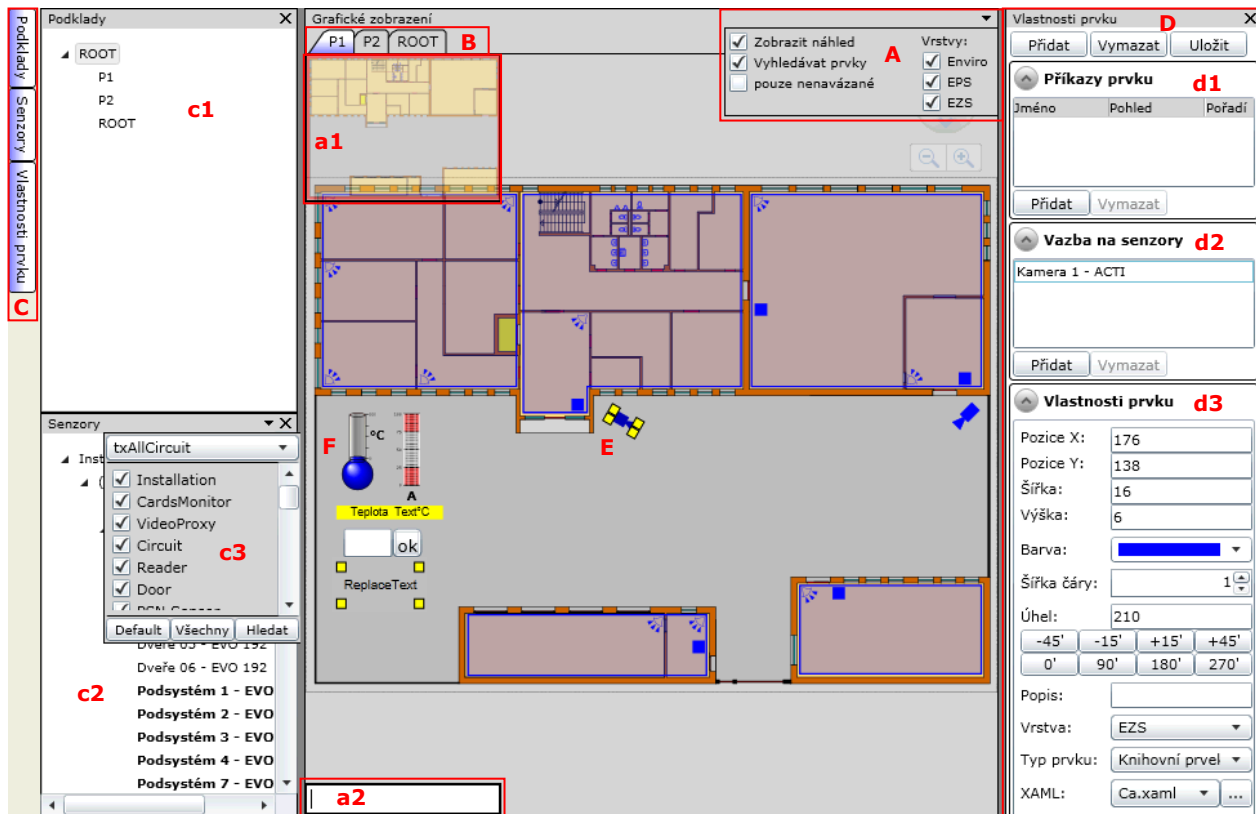 Podklady
Senzory
Vlastnosti prvku
C
Podklady
ROOT
P1
P2
ROOT
c1
Senzory
txAllCircuit
Installation
CardsMonitor
VideoProxy
Circuit
Reader
Door
c3
Default
Všechny
Hledat
Inst
(
Dveře 06 - EVO 192
Podsystém 1 - EVO
Podsystém 2 - EVO
Podsystém 3 - EVO
Podsystém 4 - EVO
Podsystém 7 - EVO
c2
Grafické zobrazení
P1
P2
ROOT
B
Zobrazit náhled
Vyhledávat prvky
pouze nenavázané
A
Vrstvy:
Enviro
EPS
EZS
a1
F
°C
A
Teplota Text°C
ok
ReplaceText
E
a2
Vlastnosti prvku
D
Přidat
Vymazat
Uložit
Příkazy prvku
d1
Jméno
Pohled
Pořadí
Přidat
Vymazat
Vazba na senzory
d2
Kamera 1 - ACTI
Přidat
Vymazat
Vlastnosti prvku
d3
Pozice X: 176
Pozice Y: 138
Šířka: 16
Výška: 6
Barva:
Šířka čáry: 1
Úhel: 210
-45' -15' +15' +45'
0' 90' 180' 270'
Popis:
Vrstva: EZS
Typ prvku: Knihovní prvek
XAML: Ca.xaml ...